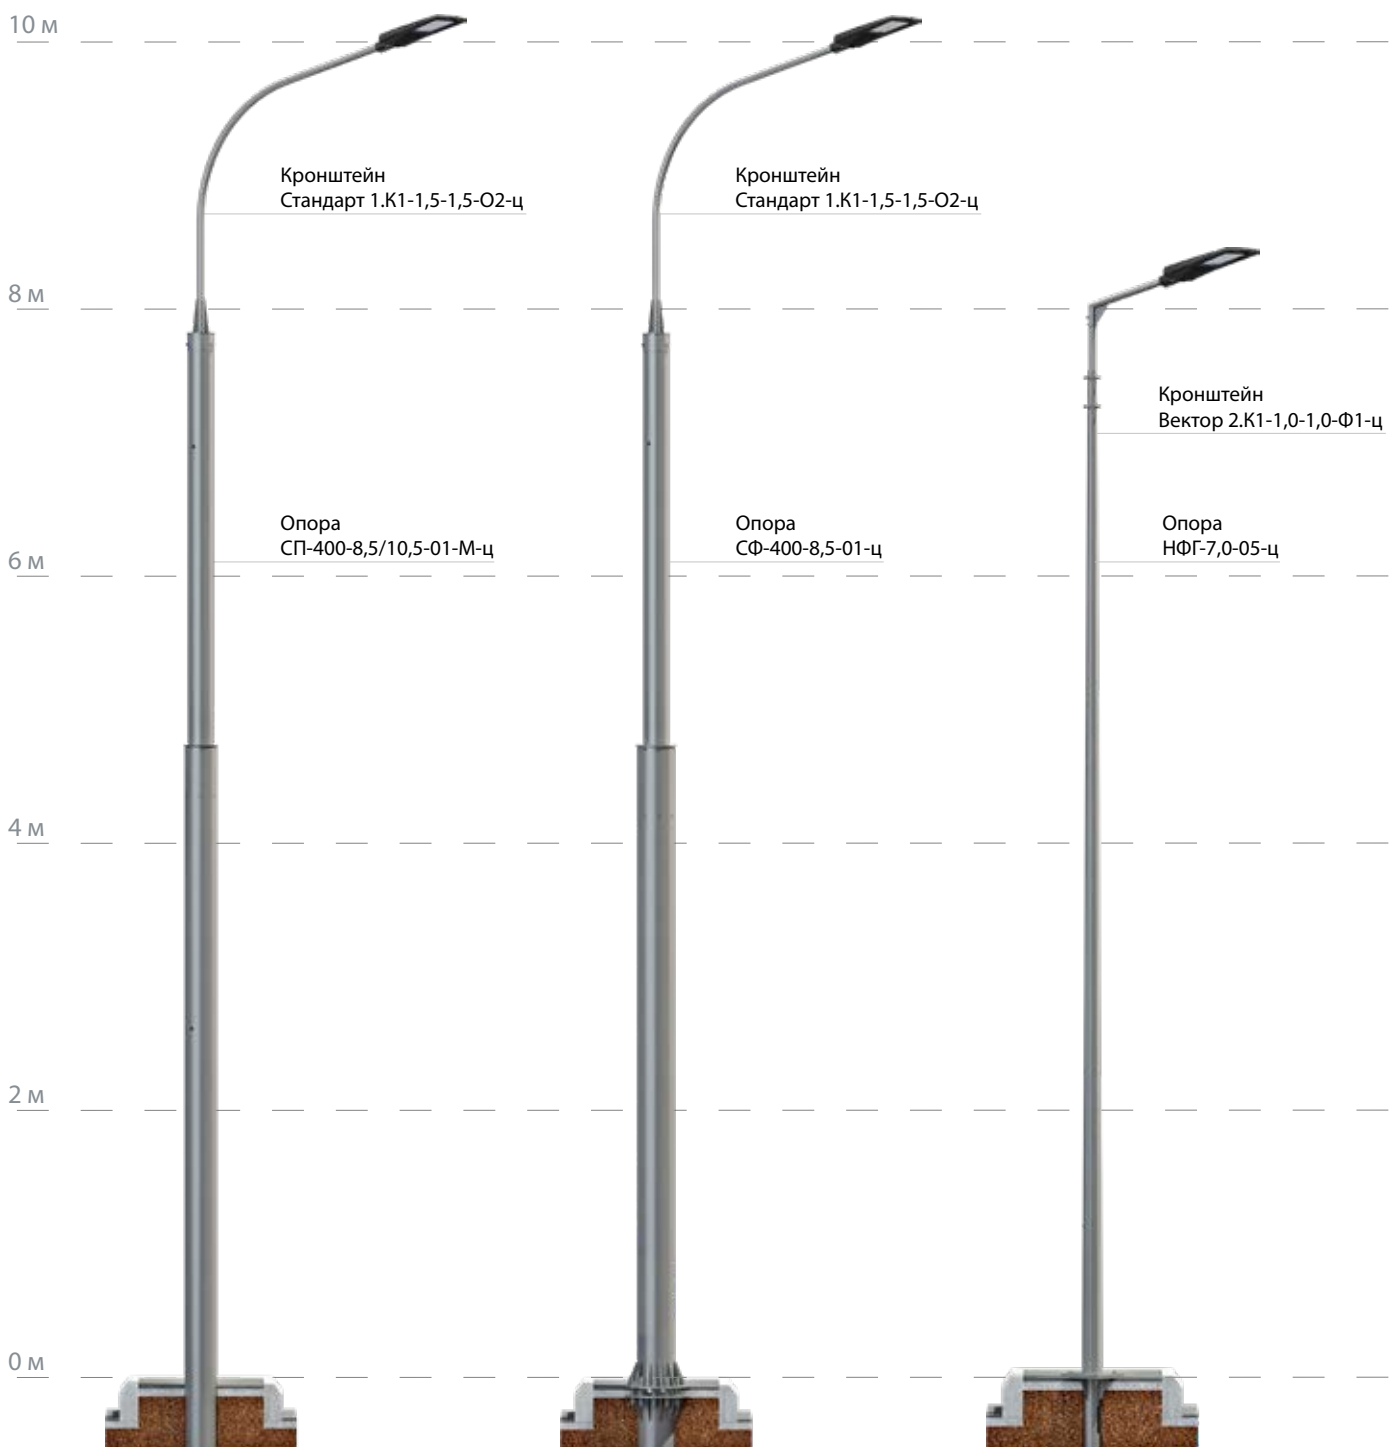 10 м
Кронштейн
Стандарт 1.К1-1,5-1,5-О2-ц
Кронштейн
Стандарт 1.К1-1,5-1,5-О2-ц
8 м
Кронштейн
Вектор 2.К1-1,0-1,0-Ф1-ц
Опора
СП-400-8,5/10,5-01-М-ц
Опора
СФ-400-8,5-01-ц
Опора
НФГ-7,0-05-ц
6 м
4 м
2 м
0 м